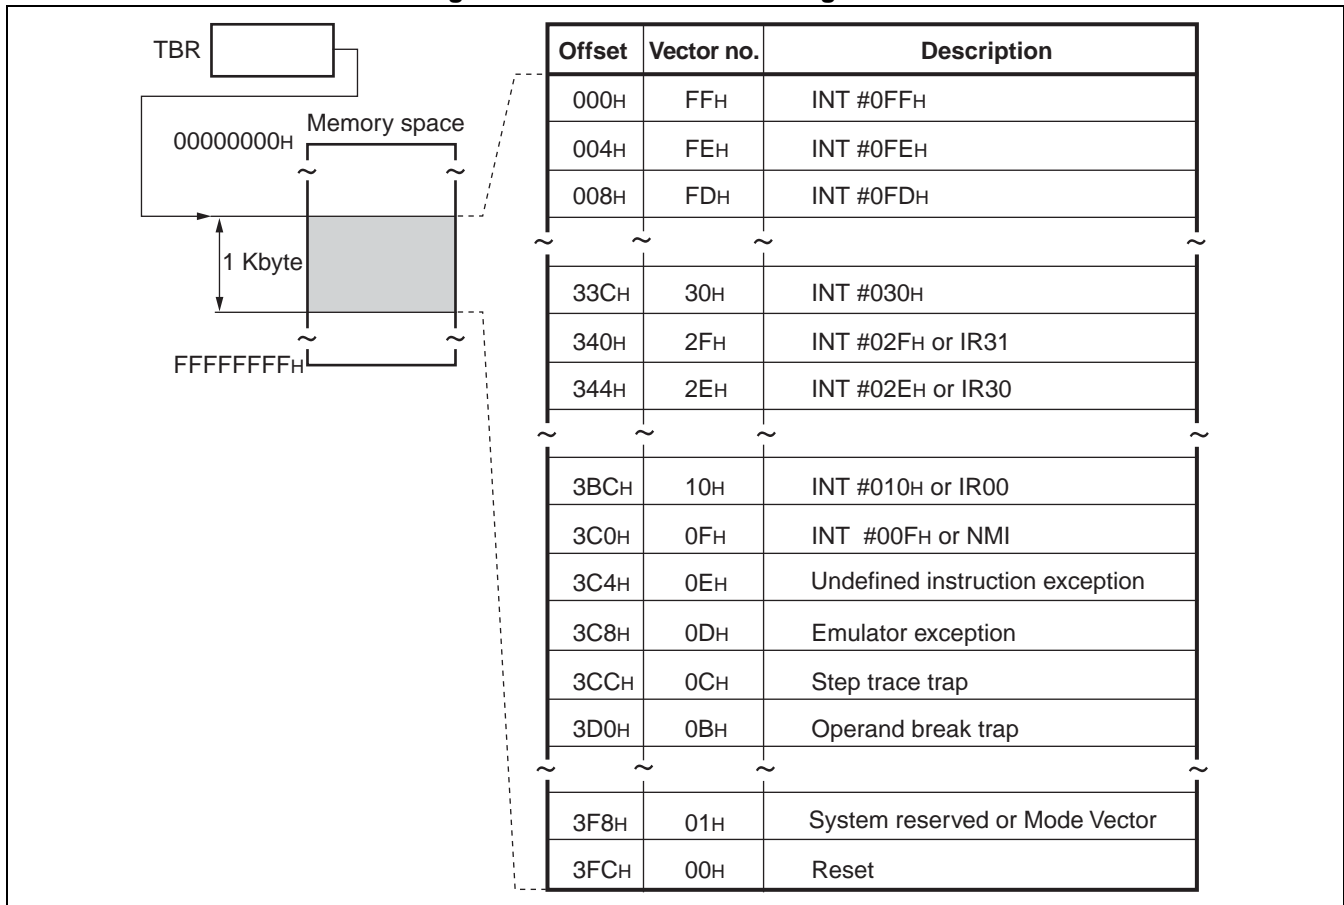 TBR
00000000H
Memory space
1 Kbyte
FFFFFFFFH
Offset Vector no. Description
000H FFH INT #0FFH
004H FEH INT #0FEH
008H FDH INT #0FDH
~ ~ ~ ~
33CH 30H INT #030H
340H 2FH INT #02FH or IR31
344H 2EH INT #02EH or IR30
~ ~ ~ ~
3BCH 10H INT #010H or IR00
3C0H 0FH INT #00FH or NMI
3C4H 0EH Undefined instruction exception
3C8H 0DH Emulator exception
3CCH 0CH Step trace trap
3D0H 0BH Operand break trap
~ ~ ~ ~
3F8H 01H System reserved or Mode Vector
3FCH 00H Reset